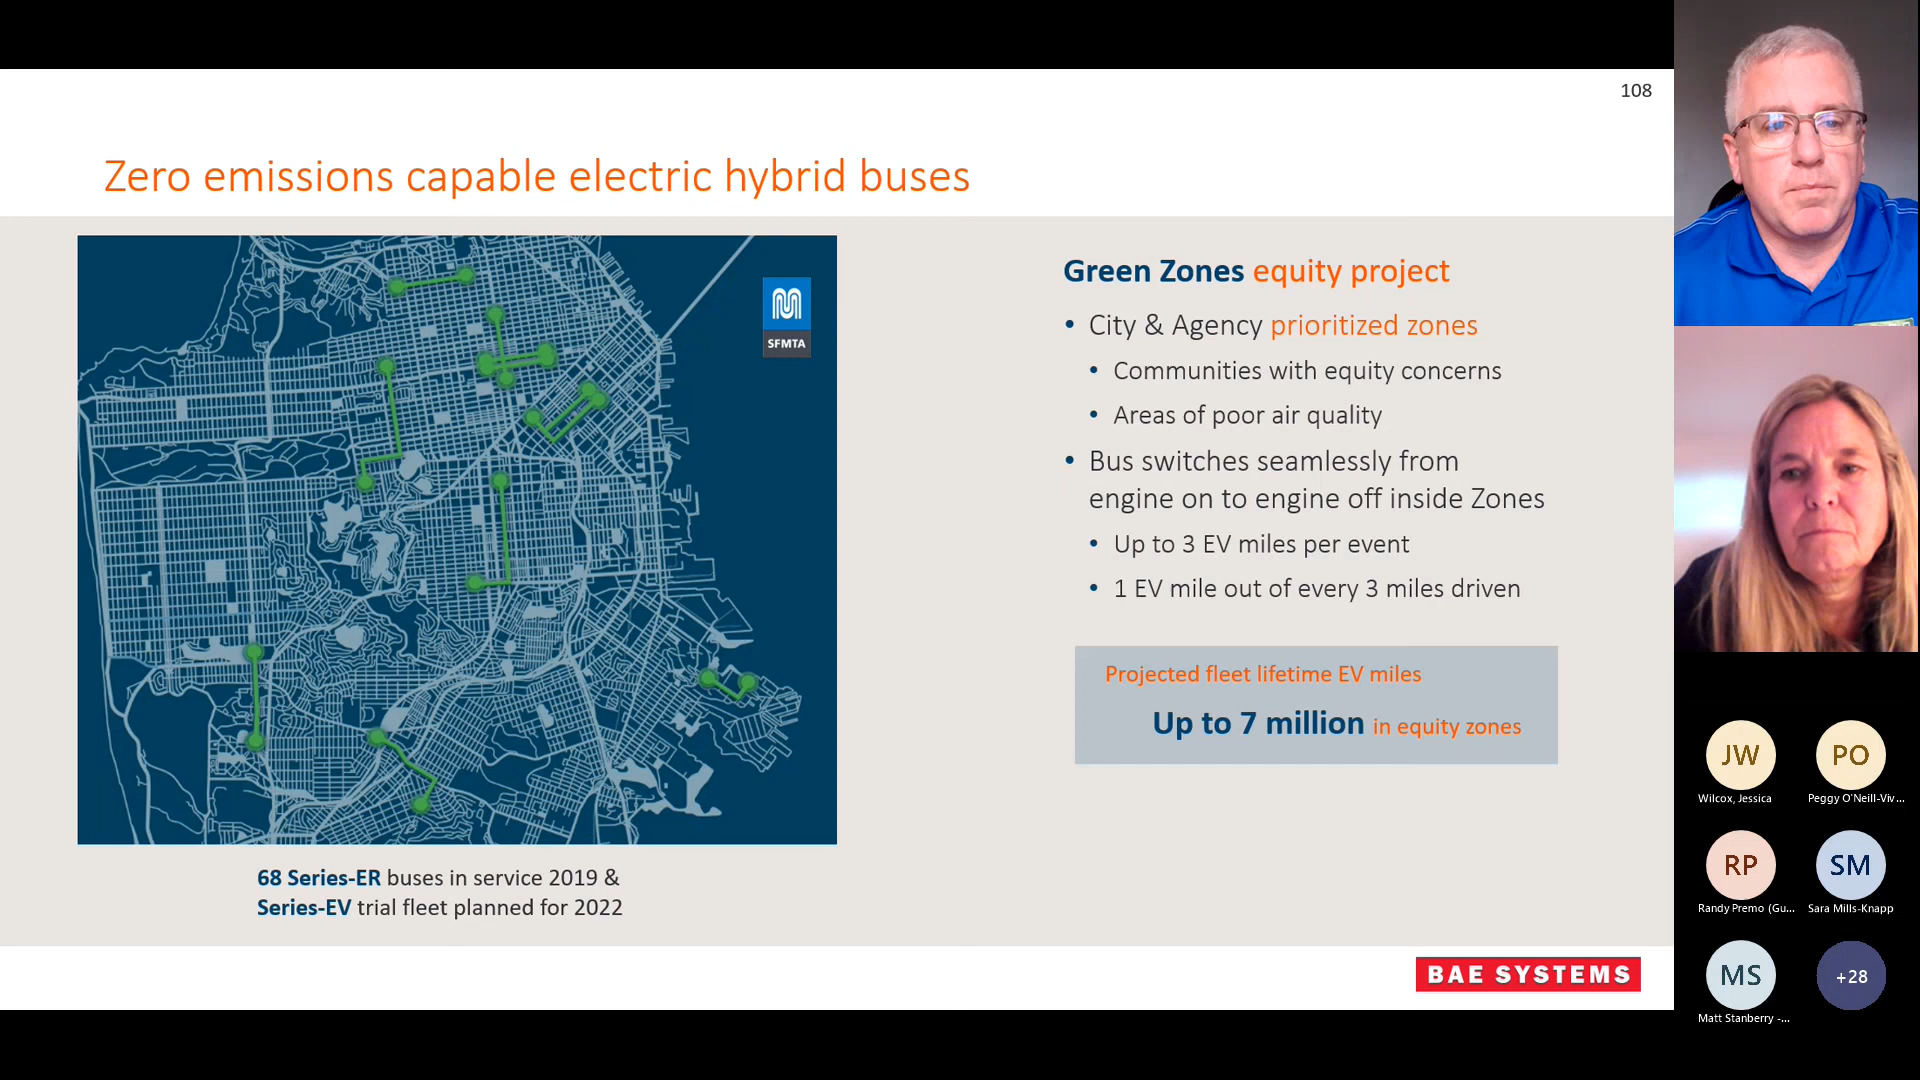 108
Zero emissions capable electric hybrid buses
SFMTA
Green Zones equity project
• City & Agency prioritized zones
• Communities with equity concerns
• Areas of poor air quality
• Bus switches seamlessly from
engine on to engine off inside Zones
• Up to 3 EV miles per event
• 1 EV mile out of every 3 miles driven
Projected fleet lifetime EV miles
Up to 7 million in equity zones
68 Series-ER buses in service 2019 &
Series-EV trial fleet planned for 2022
BAE SYSTEMS
JW
Wilcox, Jessica
PO
Peggy O'Neill-Viv...
RP
Randy Premo (Gu...
SM
Sara Mills-Knapp
MS
Matt Stanberry -...
+28